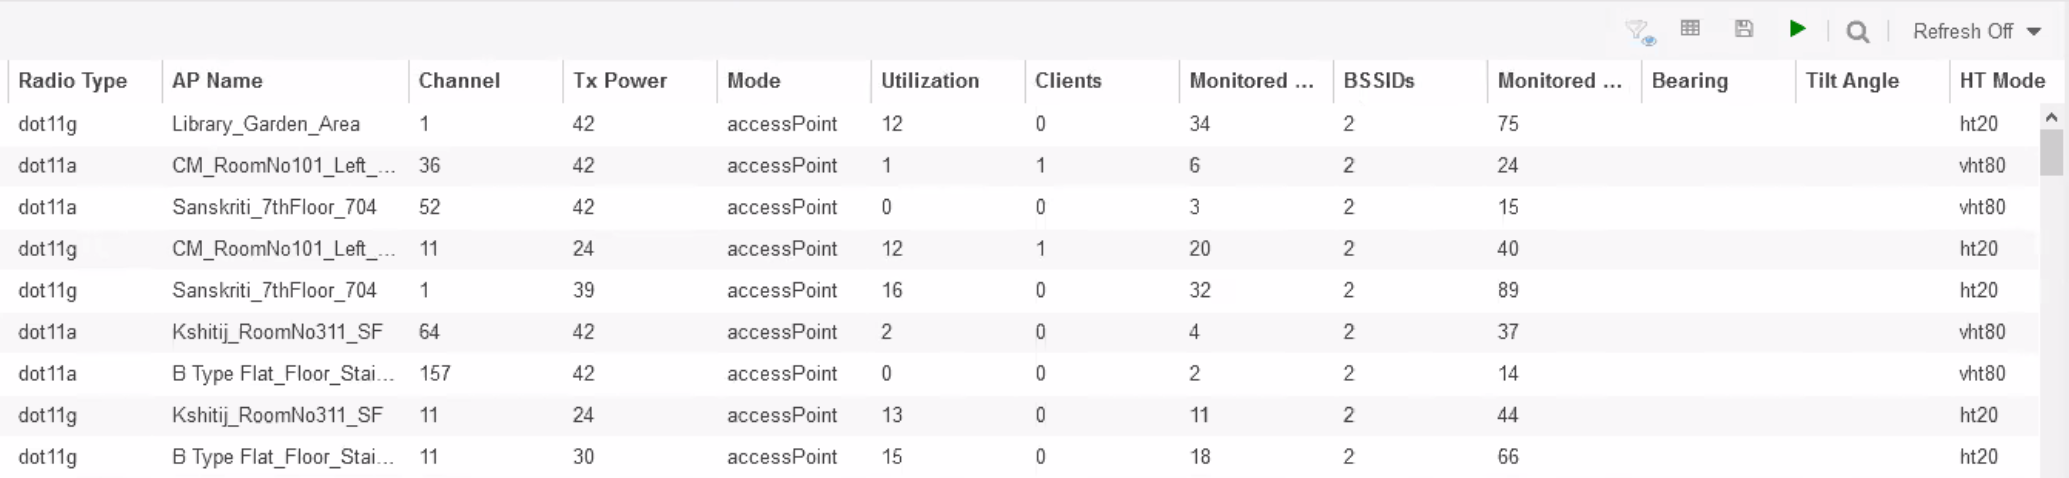 Refresh Off
Radio Type AP Name Channel Tx Power Mode Utilization Clients Monitored ... BSSIDs Monitored ... Bearing Tilt Angle HT Mode
dot11g Library_Garden_Area 1 42 accessPoint 12 0 34 2 75 ht20
dot11a CM_RoomNo101_Left_... 36 42 accessPoint 1 1 6 2 24 vht80
dot11a Sanskriti_7thFloor_704 52 42 accessPoint 0 0 3 2 15 vht80
dot11g CM_RoomNo101_Left_... 11 24 accessPoint 12 1 20 2 40 ht20
dot11g Sanskriti_7thFloor_704 1 39 accessPoint 16 0 32 2 89 ht20
dot11a Kshitij_RoomNo311_SF 64 42 accessPoint 2 0 4 2 37 vht80
dot11a B Type Flat_Floor_Stai... 157 42 accessPoint 0 0 2 2 14 vht80
dot11g Kshitij_RoomNo311_SF 11 24 accessPoint 13 0 11 2 44 ht20
dot11g B Type Flat_Floor_Stai... 11 30 accessPoint 15 0 18 2 66 ht20